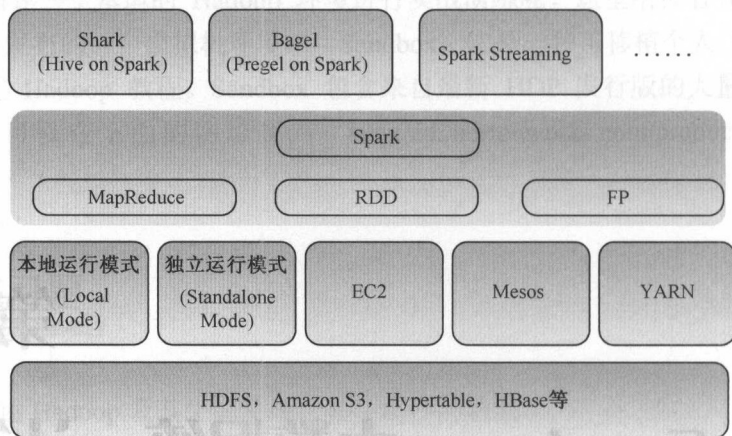 Shark
(Hive on Spark)
Bagel
(Pregel on Spark)
Spark Streaming
······
Spark
MapReduce
RDD
FP
本地运行模式
(Local
Mode)
独立运行模式
(Standalone
Mode)
EC2
Mesos
YARN
HDFS，Amazon S3，Hypertable，HBase等